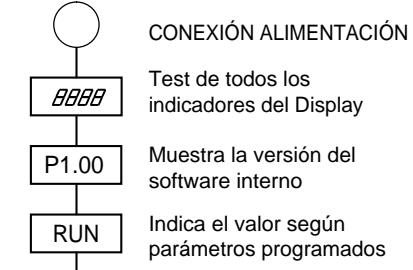 CONEXIÓN ALIMENTACIÓN
8888
Test de todos los
indicadores del Display
P1.00
Muestra la versión del
software interno
RUN
Indica el valor según
parámetros programados